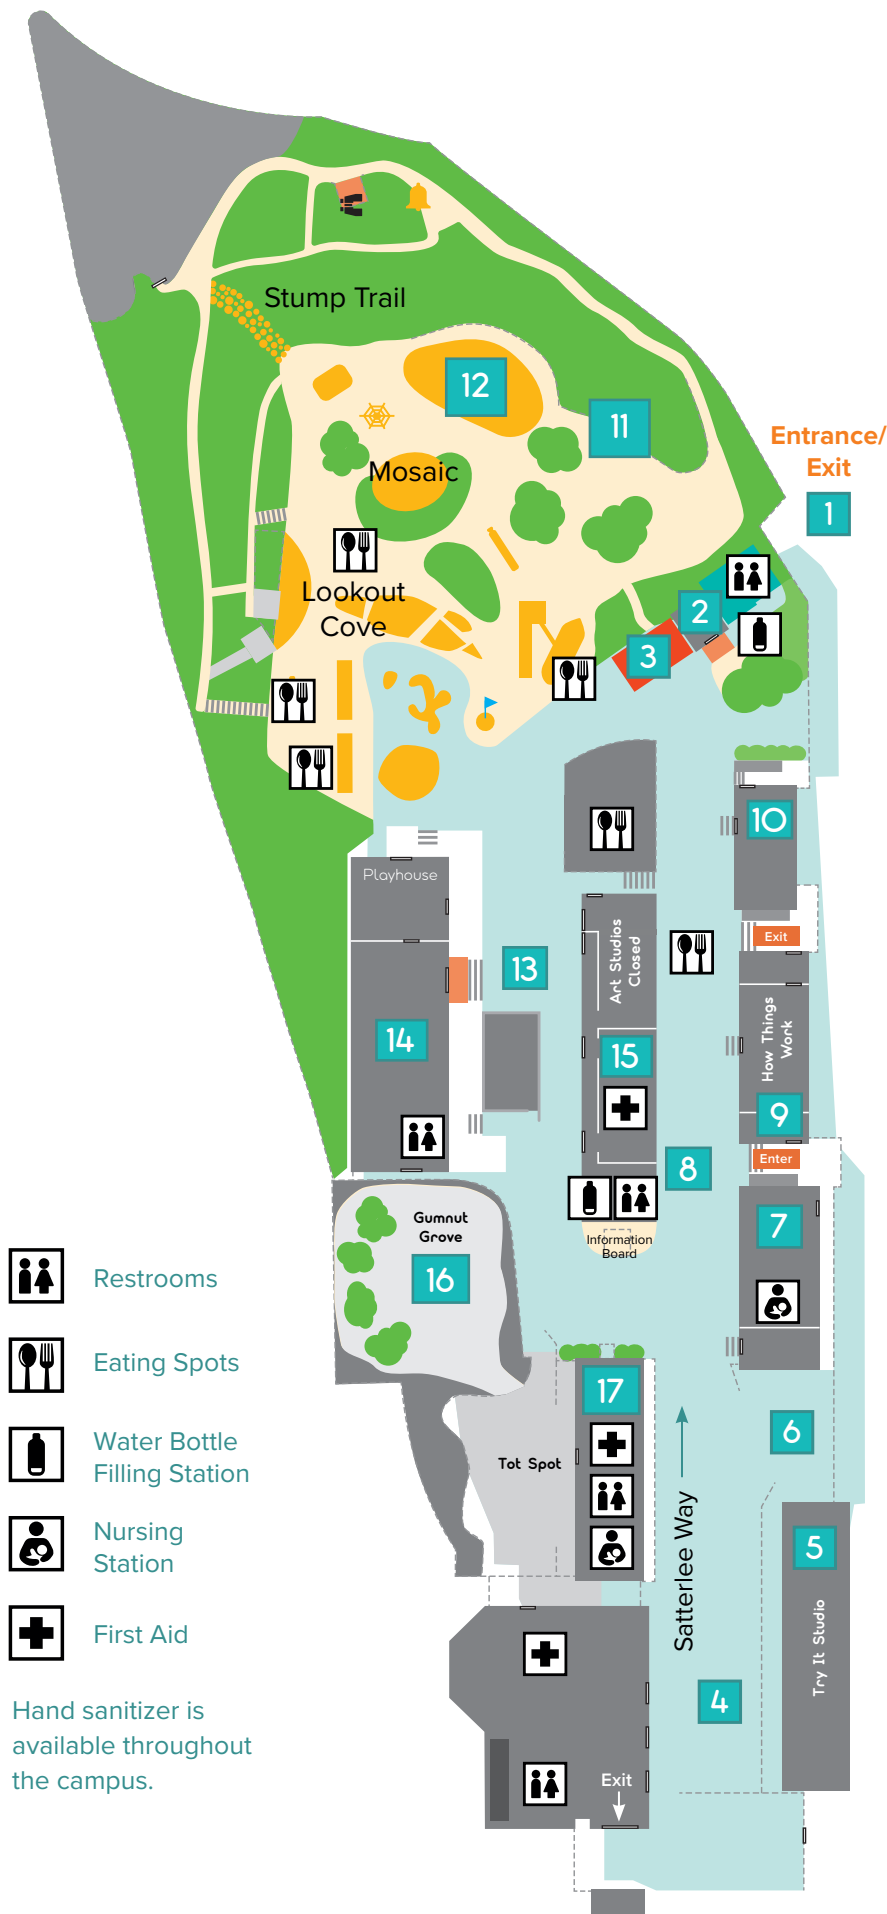 Stump Trail
12
11
Entrance/
Exit
1
Mosaic
Lookout
Cove
2
3
10
Playhouse
Exit
Art Studios
Closed
13
How Things
Work
14
15
9
8
Enter
7
Gumnut
Grove
Information
Board
16
17
6
Tot Spot
Satterlee Way
5
Try It Studio
4
Exit
Restrooms
Eating Spots
Water Bottle
Filling Station
Nursing
Station
First Aid
Hand sanitizer is
available throughout
the campus.